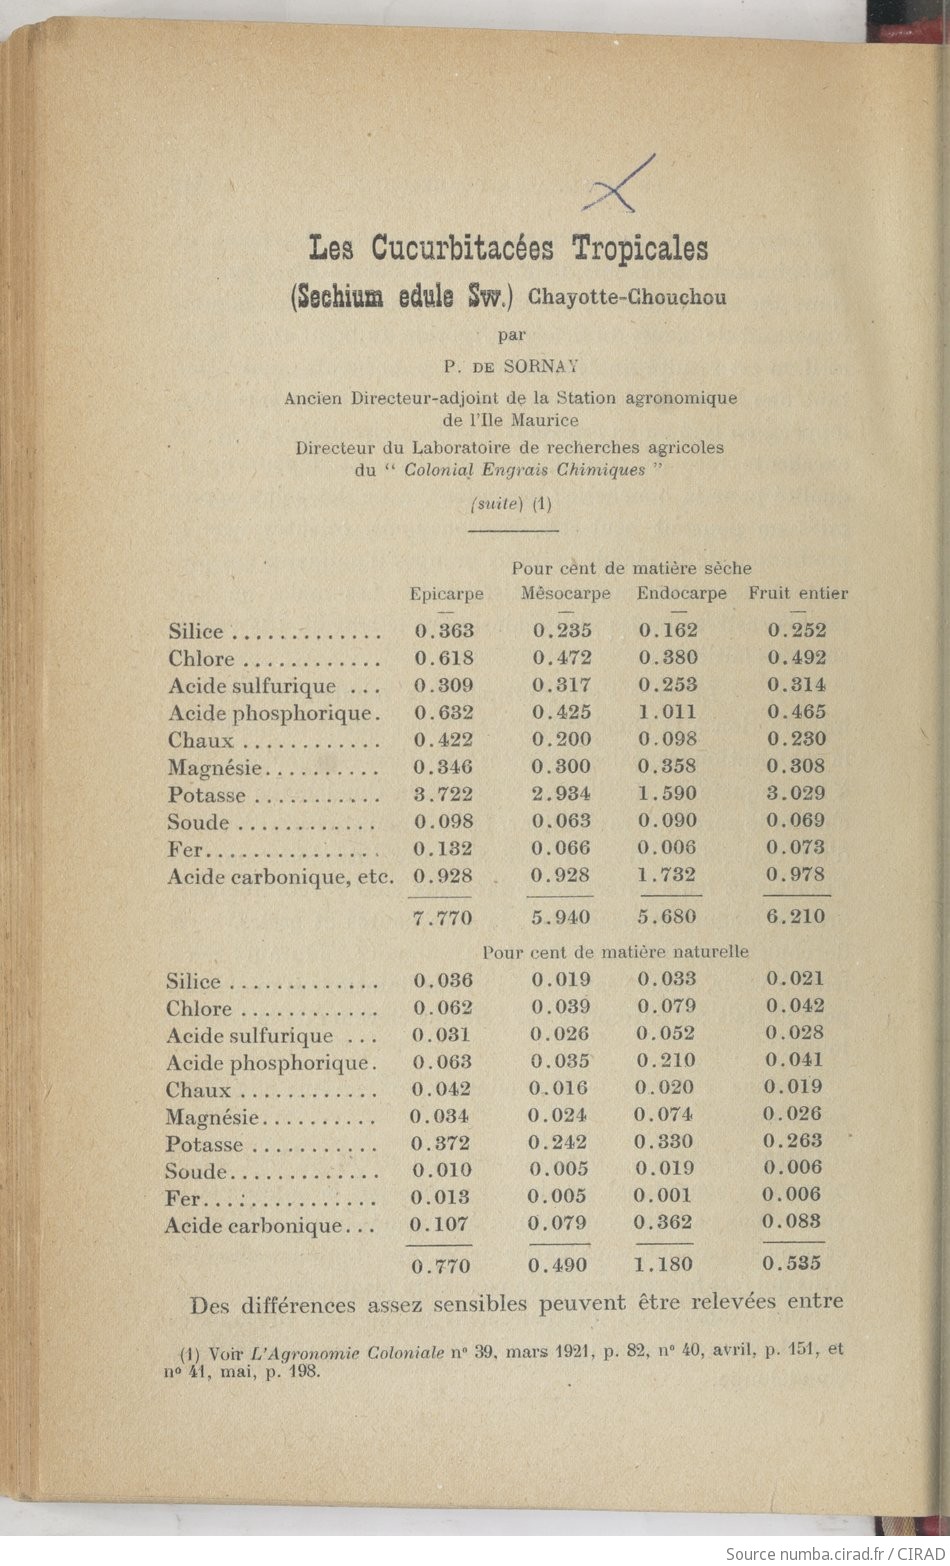 Les Cucurbitacées Tropicales
(Sechium edule Sw.) Chayotte-Chouchou
par
P. DE SORNAY
Ancien Directeur-adjoint de la Station agronomique
de l'Ile Maurice
Directeur du Laboratoire de recherches agricoles
du “ Colonial Engrais Chimiques ”
(suite) (1)
Pour cent de matière sèche
Epicarpe Mésocarpe Endocarpe Fruit entier
Silice ............. 0.363 0.235 0.162 0.252
Chlore ............ 0.618 0.472 0.380 0.492
Acide sulfurique ... 0.309 0.317 0.253 0.314
Acide phosphorique. 0.632 0.425 1.011 0.465
Chaux ............ 0.422 0.200 0.098 0.230
Magnésie.......... 0.346 0.300 0.358 0.308
Potasse ........... 3.722 2.934 1.590 3.029
Soude ............ 0.098 0.063 0.090 0.069
Fer............... 0.132 0.066 0.006 0.073
Acide carbonique, etc. 0.928 0.928 1.732 0.978
7.770 5.940 5.680 6.210
Pour cent de matière naturelle
Silice ............. 0.036 0.019 0.033 0.021
Chlore ............ 0.062 0.039 0.079 0.042
Acide sulfurique ... 0.031 0.026 0.052 0.028
Acide phosphorique. 0.063 0.035 0.210 0.041
Chaux ............ 0.042 0.016 0.020 0.019
Magnésie.......... 0.034 0.024 0.074 0.026
Potasse ........... 0.372 0.242 0.330 0.263
Soude............. 0.010 0.005 0.019 0.006
Fer............... 0.013 0.005 0.001 0.006
Acide carbonique... 0.107 0.079 0.362 0.083
0.770 0.490 1.180 0.535
Des différences assez sensibles peuvent être relevées entre
(1) Voir L'Agronomie Coloniale n° 39, mars 1921, p. 82, n° 40, avril, p. 151, et
n° 41, mai, p. 198.
Source numba.cirad.fr / CIRAD